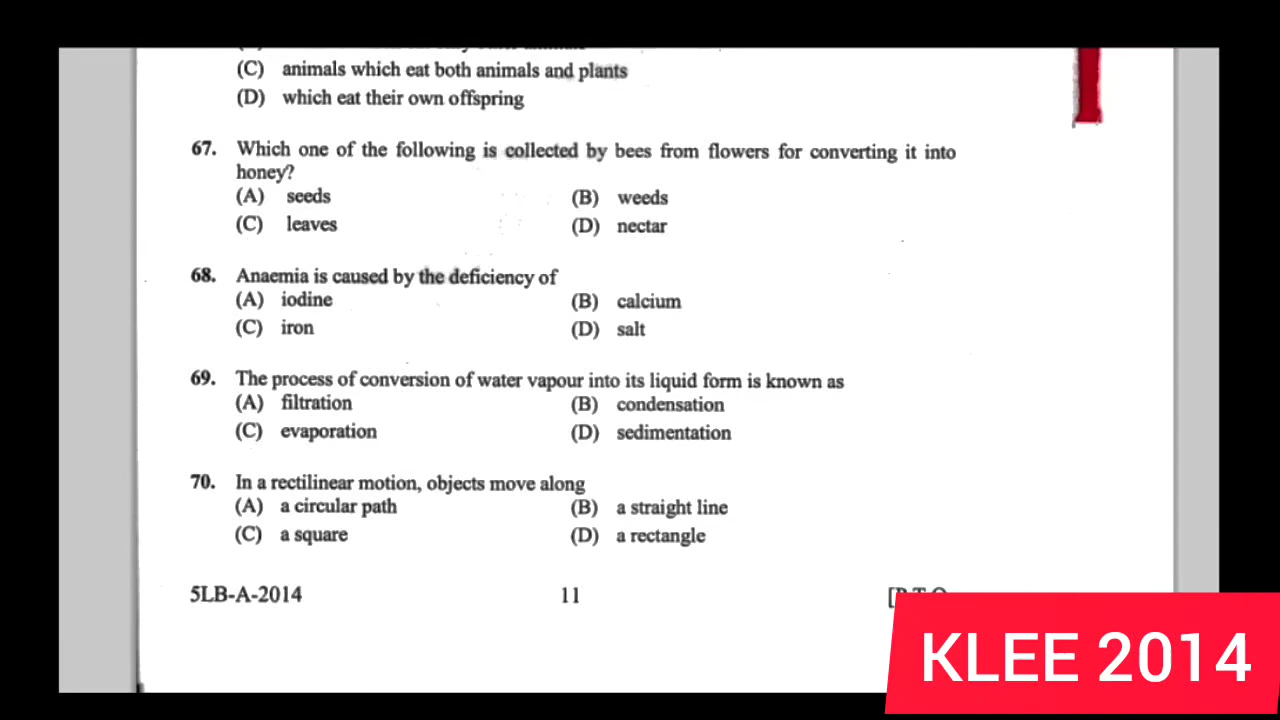 (C) animals which eat both animals and plants
(D) which eat their own offspring
67. Which one of the following is collected by bees from flowers for converting it into
honey?
(A) seeds (B) weeds
(C) leaves (D) nectar
68. Anaemia is caused by the deficiency of
(A) iodine (B) calcium
(C) iron (D) salt
69. The process of conversion of water vapour into its liquid form is known as
(A) filtration (B) condensation
(C) evaporation (D) sedimentation
70. In a rectilinear motion, objects move along
(A) a circular path (B) a straight line
(C) a square (D) a rectangle
5LB-A-2014 11
KLEE 2014